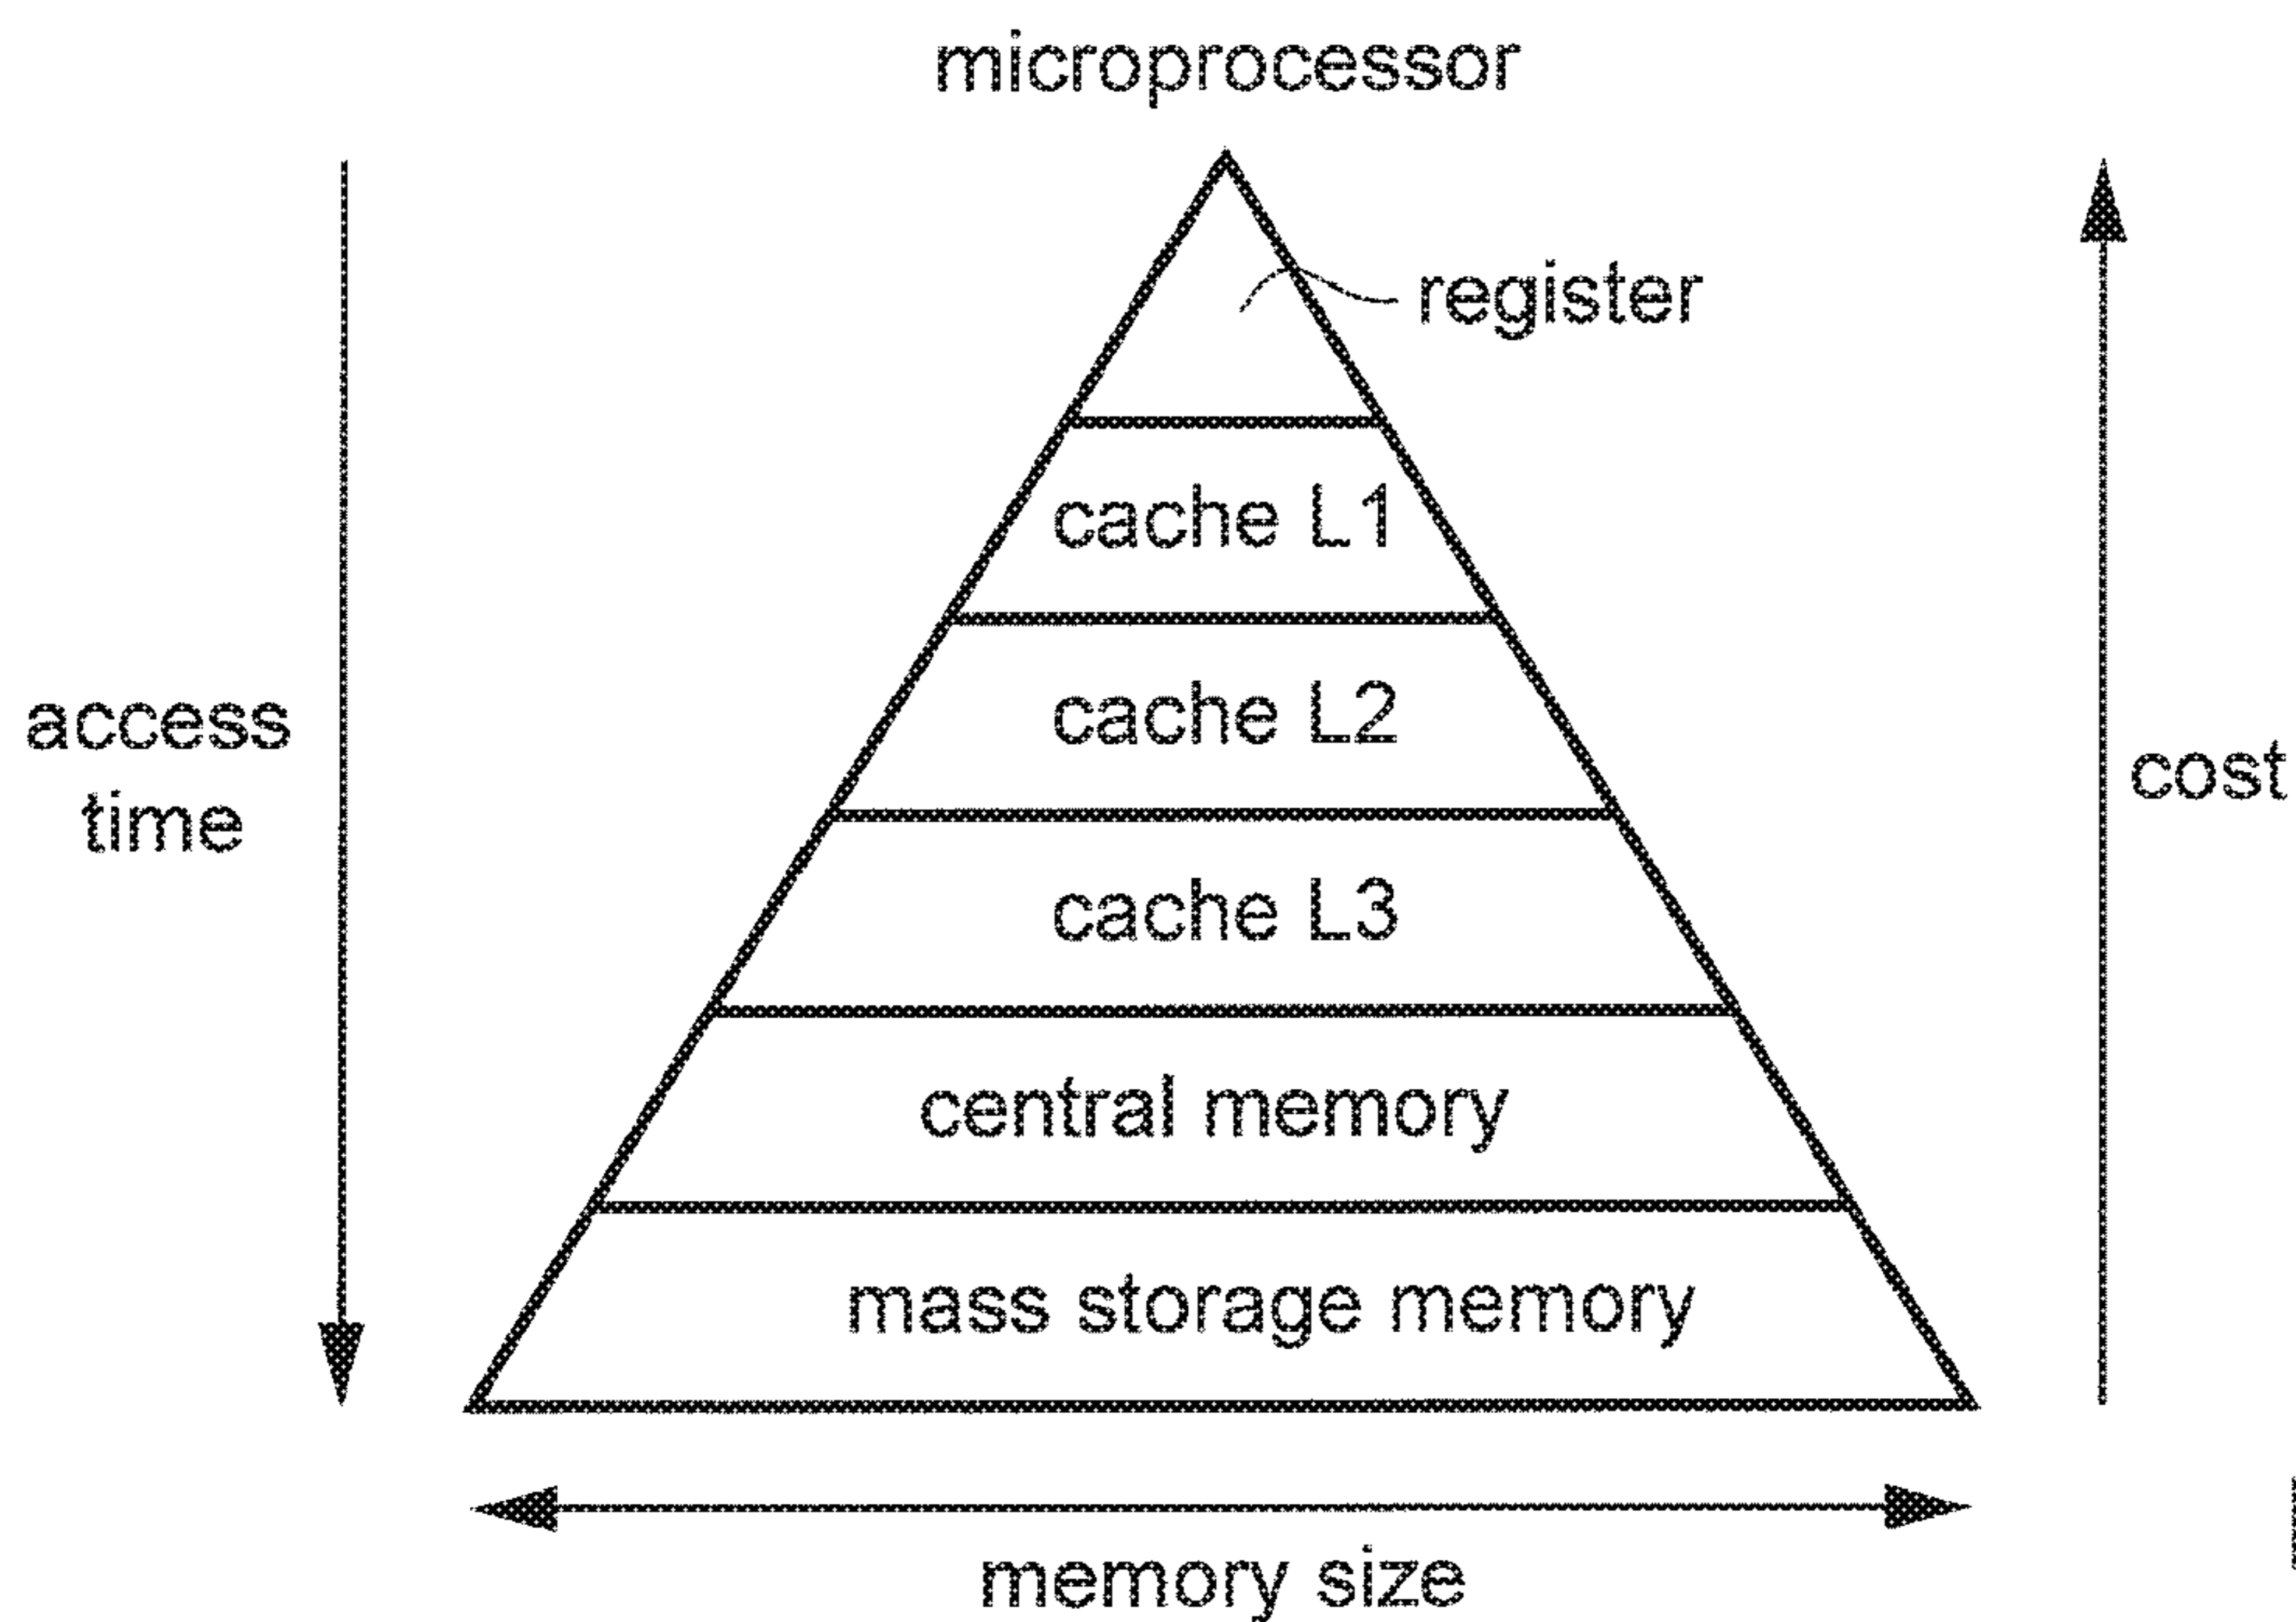 microprocessor
register
cache L1
cache L2
access
time
cost
cache L3
central memory
mass storage memory
memory size